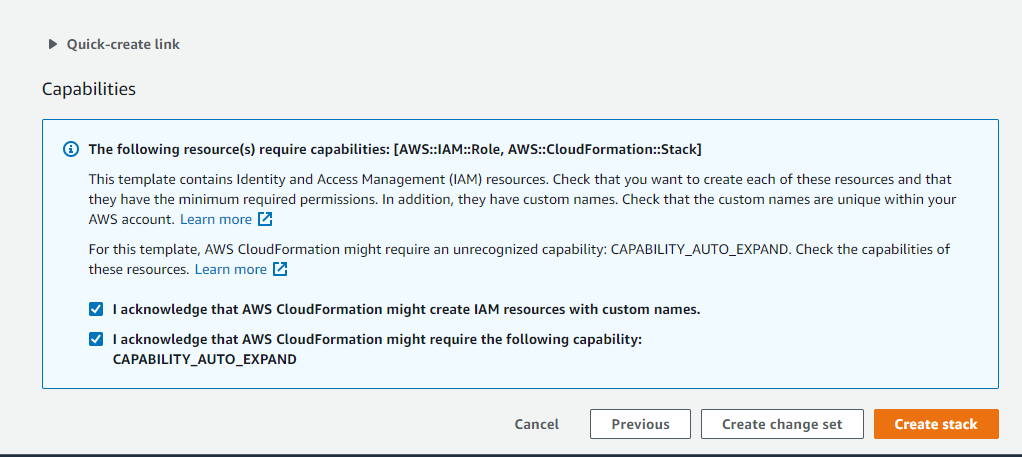 Quick-create link
Capabilities
The following resource(s) require capabilities: [AWS::IAM::Role, AWS::CloudFormation::Stack]
This template contains Identity and Access Management (IAM) resources. Check that you want to create each of these resources and that
they have the minimum required permissions. In addition, they have custom names. Check that the custom names are unique within your
AWS account. Learn more
For this template, AWS CloudFormation might require an unrecognized capability: CAPABILITY_AUTO_EXPAND. Check the capabilities of
these resources. Learn more
I acknowledge that AWS CloudFormation might create IAM resources with custom names.
I acknowledge that AWS CloudFormation might require the following capability:
CAPABILITY_AUTO_EXPAND
Cancel Previous Create change set Create stack